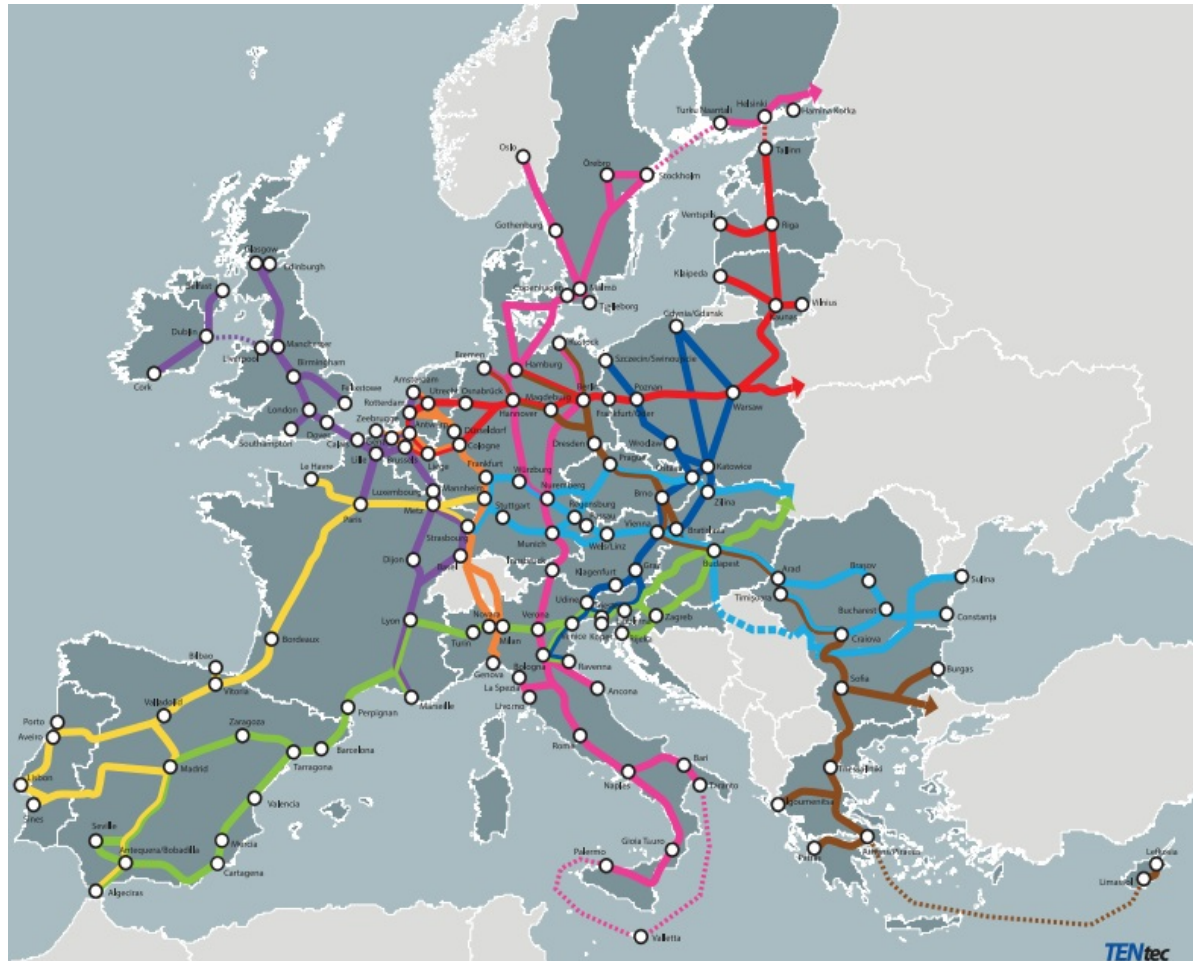 Helsinki
Turku Naantali
Hamina Kotka
Tallinn
Oslo
Örebro
Stockholm
Ventspils
Riga
Gothenburg
Glasgow
Edinburgh
Klaipeda
Belfast
Copenhagen
Malmö
Trelleborg
Vilnius
Kaunas
Gdynia/Gdansk
Dublin
Manchester
Liverpool
Rostock
Szczecin/Swinoujscie
Bremen
Birmingham
Cork
Hamburg
Amsterdam
Felixstowe
Utrecht
Osnabrück
Magdeburg
Berlin
Poznan
Rotterdam
Hannover
Frankfurt/Oder
Warsaw
London
Zeebrugge
Antwerp
Düsseldorf
Southampton
Dover
Calais
Cologne
Dresden
Wroclaw
Lille
Brussels
Liège
Prague
Ostrava
Katowice
Le Havre
Frankfurt
Würzburg
Luxembourg
Mannheim
Nuremberg
Brno
Zilina
Paris
Metz
Stuttgart
Regensburg
Passau
Vienna
Bratislava
Strasbourg
Munich
Wels/Linz
Dijon
Basel
Innsbruck
Budapest
Klagenfurt
Graz
Arad
Brașov
Sulina
Udine
Timișoara
Novara
Lyon
Verona
Venice
Koper
Zagreb
Bucharest
Constanța
Turin
Milan
Rijeka
Craiova
Bordeaux
Genova
Bologna
Ravenna
Bilbao
La Spezia
Ancona
Sofia
Burgas
Vitoria
Marseille
Livorno
Valladolid
Perpignan
Porto
Zaragoza
Aveiro
Roma
Barcelona
Bari
Madrid
Tarragona
Thessaloniki
Lisbon
Naples
Taranto
Valencia
Sines
Igoumenitsa
Seville
Murcia
Patras
Athens/Piraeus
Antequera/Bobadilla
Gioia Tauro
Palermo
Lefkosia
Cartagena
Limassol
Algeciras
Valletta
TENtec